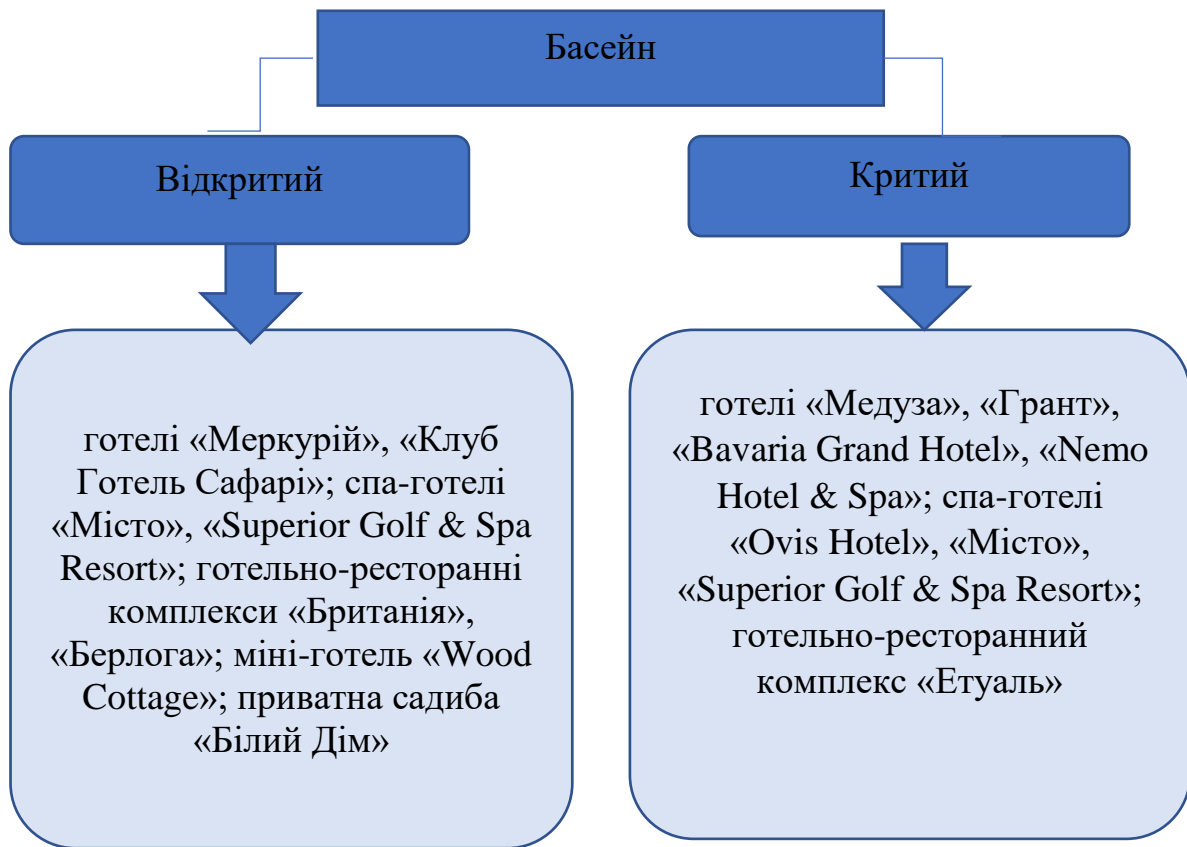 Басейн
Відкритий
Критий
готелі «Меркурій», «Клуб
Готель Сафарі»; спа-готелі
«Місто», «Superior Golf & Spa
Resort»; готельно-ресторанні
комплекси «Британія»,
«Берлога»; міні-готель «Wood
Cottage»; приватна садиба
«Білий Дім»
готелі «Медуза», «Грант»,
«Bavaria Grand Hotel», «Nemo
Hotel & Spa»; спа-готелі
«Ovis Hotel», «Місто»,
«Superior Golf & Spa Resort»;
готельно-ресторанний
комплекс «Етуаль»